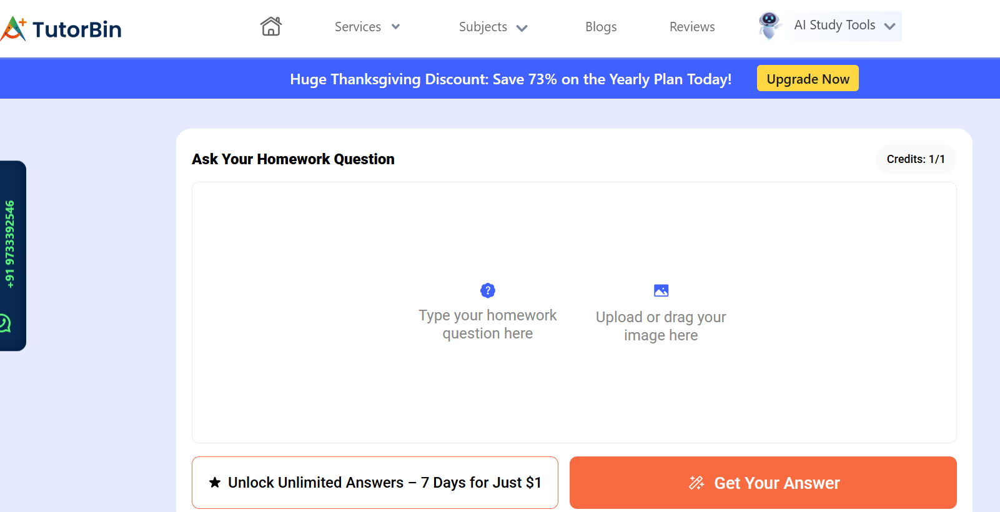 TutorBin
Services
Subjects
Blogs
Reviews
AI Study Tools
Huge Thanksgiving Discount: Save 73% on the Yearly Plan Today!
Upgrade Now
Ask Your Homework Question
Credits: 1/1
+91 9733392546
?
Type your homework
question here
Upload or drag your
image here
★ Unlock Unlimited Answers – 7 Days for Just $1
Get Your Answer